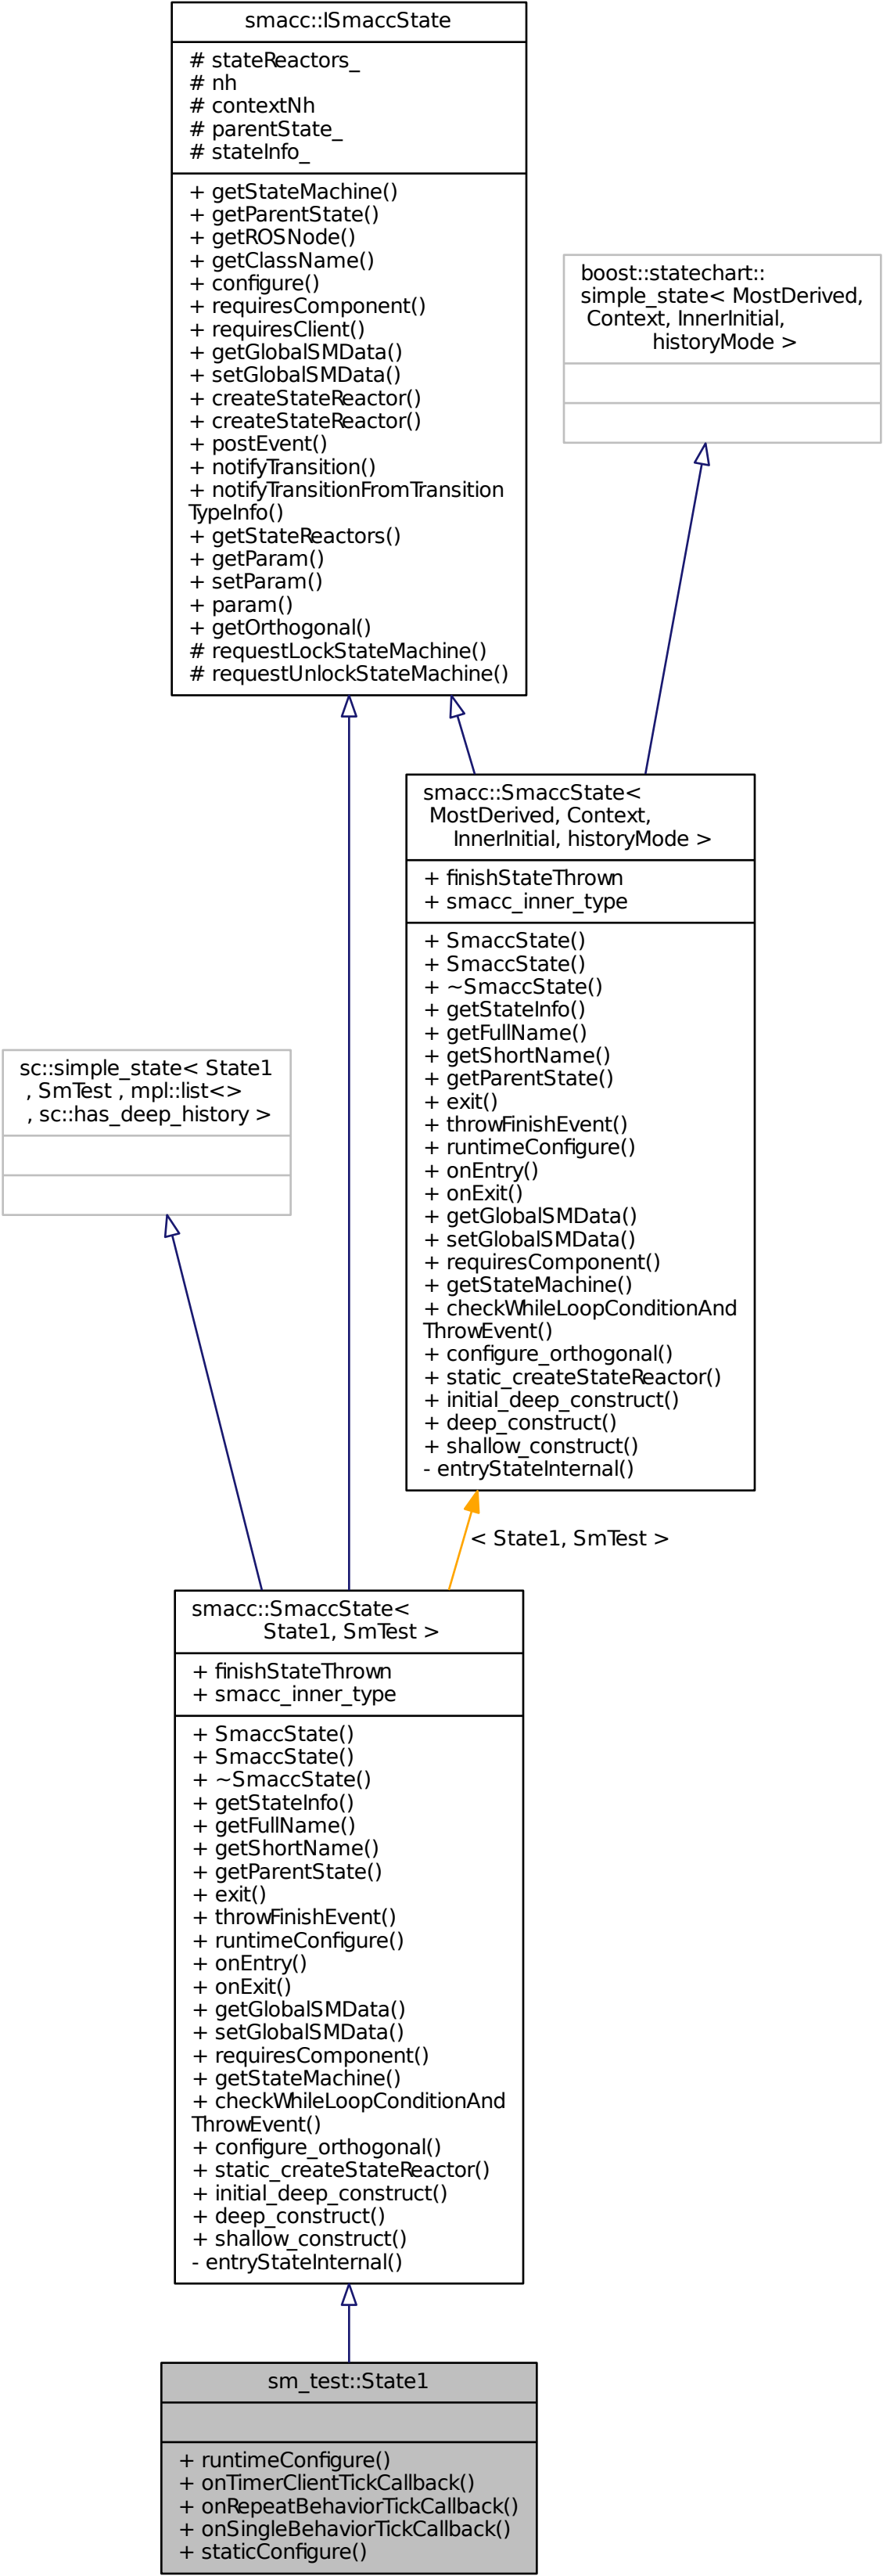 smacc::ISmaccState
# stateReactors_
# nh
# contextNh
# parentState_
# stateInfo_
+ getStateMachine()
+ getParentState()
+ getROSNode()
+ getClassName()
+ configure()
+ requiresComponent()
+ requiresClient()
+ getGlobalSMData()
+ setGlobalSMData()
+ createStateReactor()
+ createStateReactor()
+ postEvent()
+ notifyTransition()
+ notifyTransitionFromTransition
TypeInfo()
+ getStateReactors()
+ getParam()
+ setParam()
+ param()
+ getOrthogonal()
# requestLockStateMachine()
# requestUnlockStateMachine()
boost::statechart::
simple_state< MostDerived,
Context, InnerInitial,
historyMode >
smacc::SmaccState<
MostDerived, Context,
InnerInitial, historyMode >
+ finishStateThrown
+ smacc_inner_type
+ SmaccState()
+ SmaccState()
+ ~SmaccState()
+ getStateInfo()
+ getFullName()
+ getShortName()
+ getParentState()
+ exit()
+ throwFinishEvent()
+ runtimeConfigure()
+ onEntry()
+ onExit()
+ getGlobalSMData()
+ setGlobalSMData()
+ requiresComponent()
+ getStateMachine()
+ checkWhileLoopConditionAnd
ThrowEvent()
+ configure_orthogonal()
+ static_createStateReactor()
+ initial_deep_construct()
+ deep_construct()
+ shallow_construct()
- entryStateInternal()
sc::simple_state< State1
, SmTest , mpl::list<>
, sc::has_deep_history >
< State1, SmTest >
smacc::SmaccState<
State1, SmTest >
+ finishStateThrown
+ smacc_inner_type
+ SmaccState()
+ SmaccState()
+ ~SmaccState()
+ getStateInfo()
+ getFullName()
+ getShortName()
+ getParentState()
+ exit()
+ throwFinishEvent()
+ runtimeConfigure()
+ onEntry()
+ onExit()
+ getGlobalSMData()
+ setGlobalSMData()
+ requiresComponent()
+ getStateMachine()
+ checkWhileLoopConditionAnd
ThrowEvent()
+ configure_orthogonal()
+ static_createStateReactor()
+ initial_deep_construct()
+ deep_construct()
+ shallow_construct()
- entryStateInternal()
sm_test::State1
+ runtimeConfigure()
+ onTimerClientTickCallback()
+ onRepeatBehaviorTickCallback()
+ onSingleBehaviorTickCallback()
+ staticConfigure()